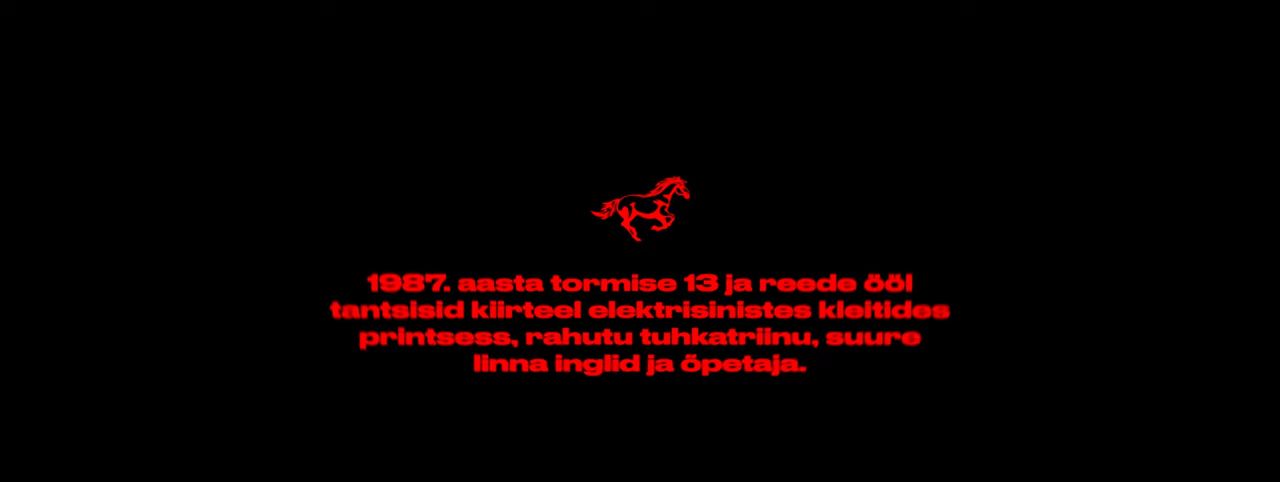 1987. aasta tormise 13 ja reede ööl
tantsisid kiirteel elektrisinistes kleitides
printsess, rahutu tuhkatriinu, suure
linna inglid ja õpetaja.